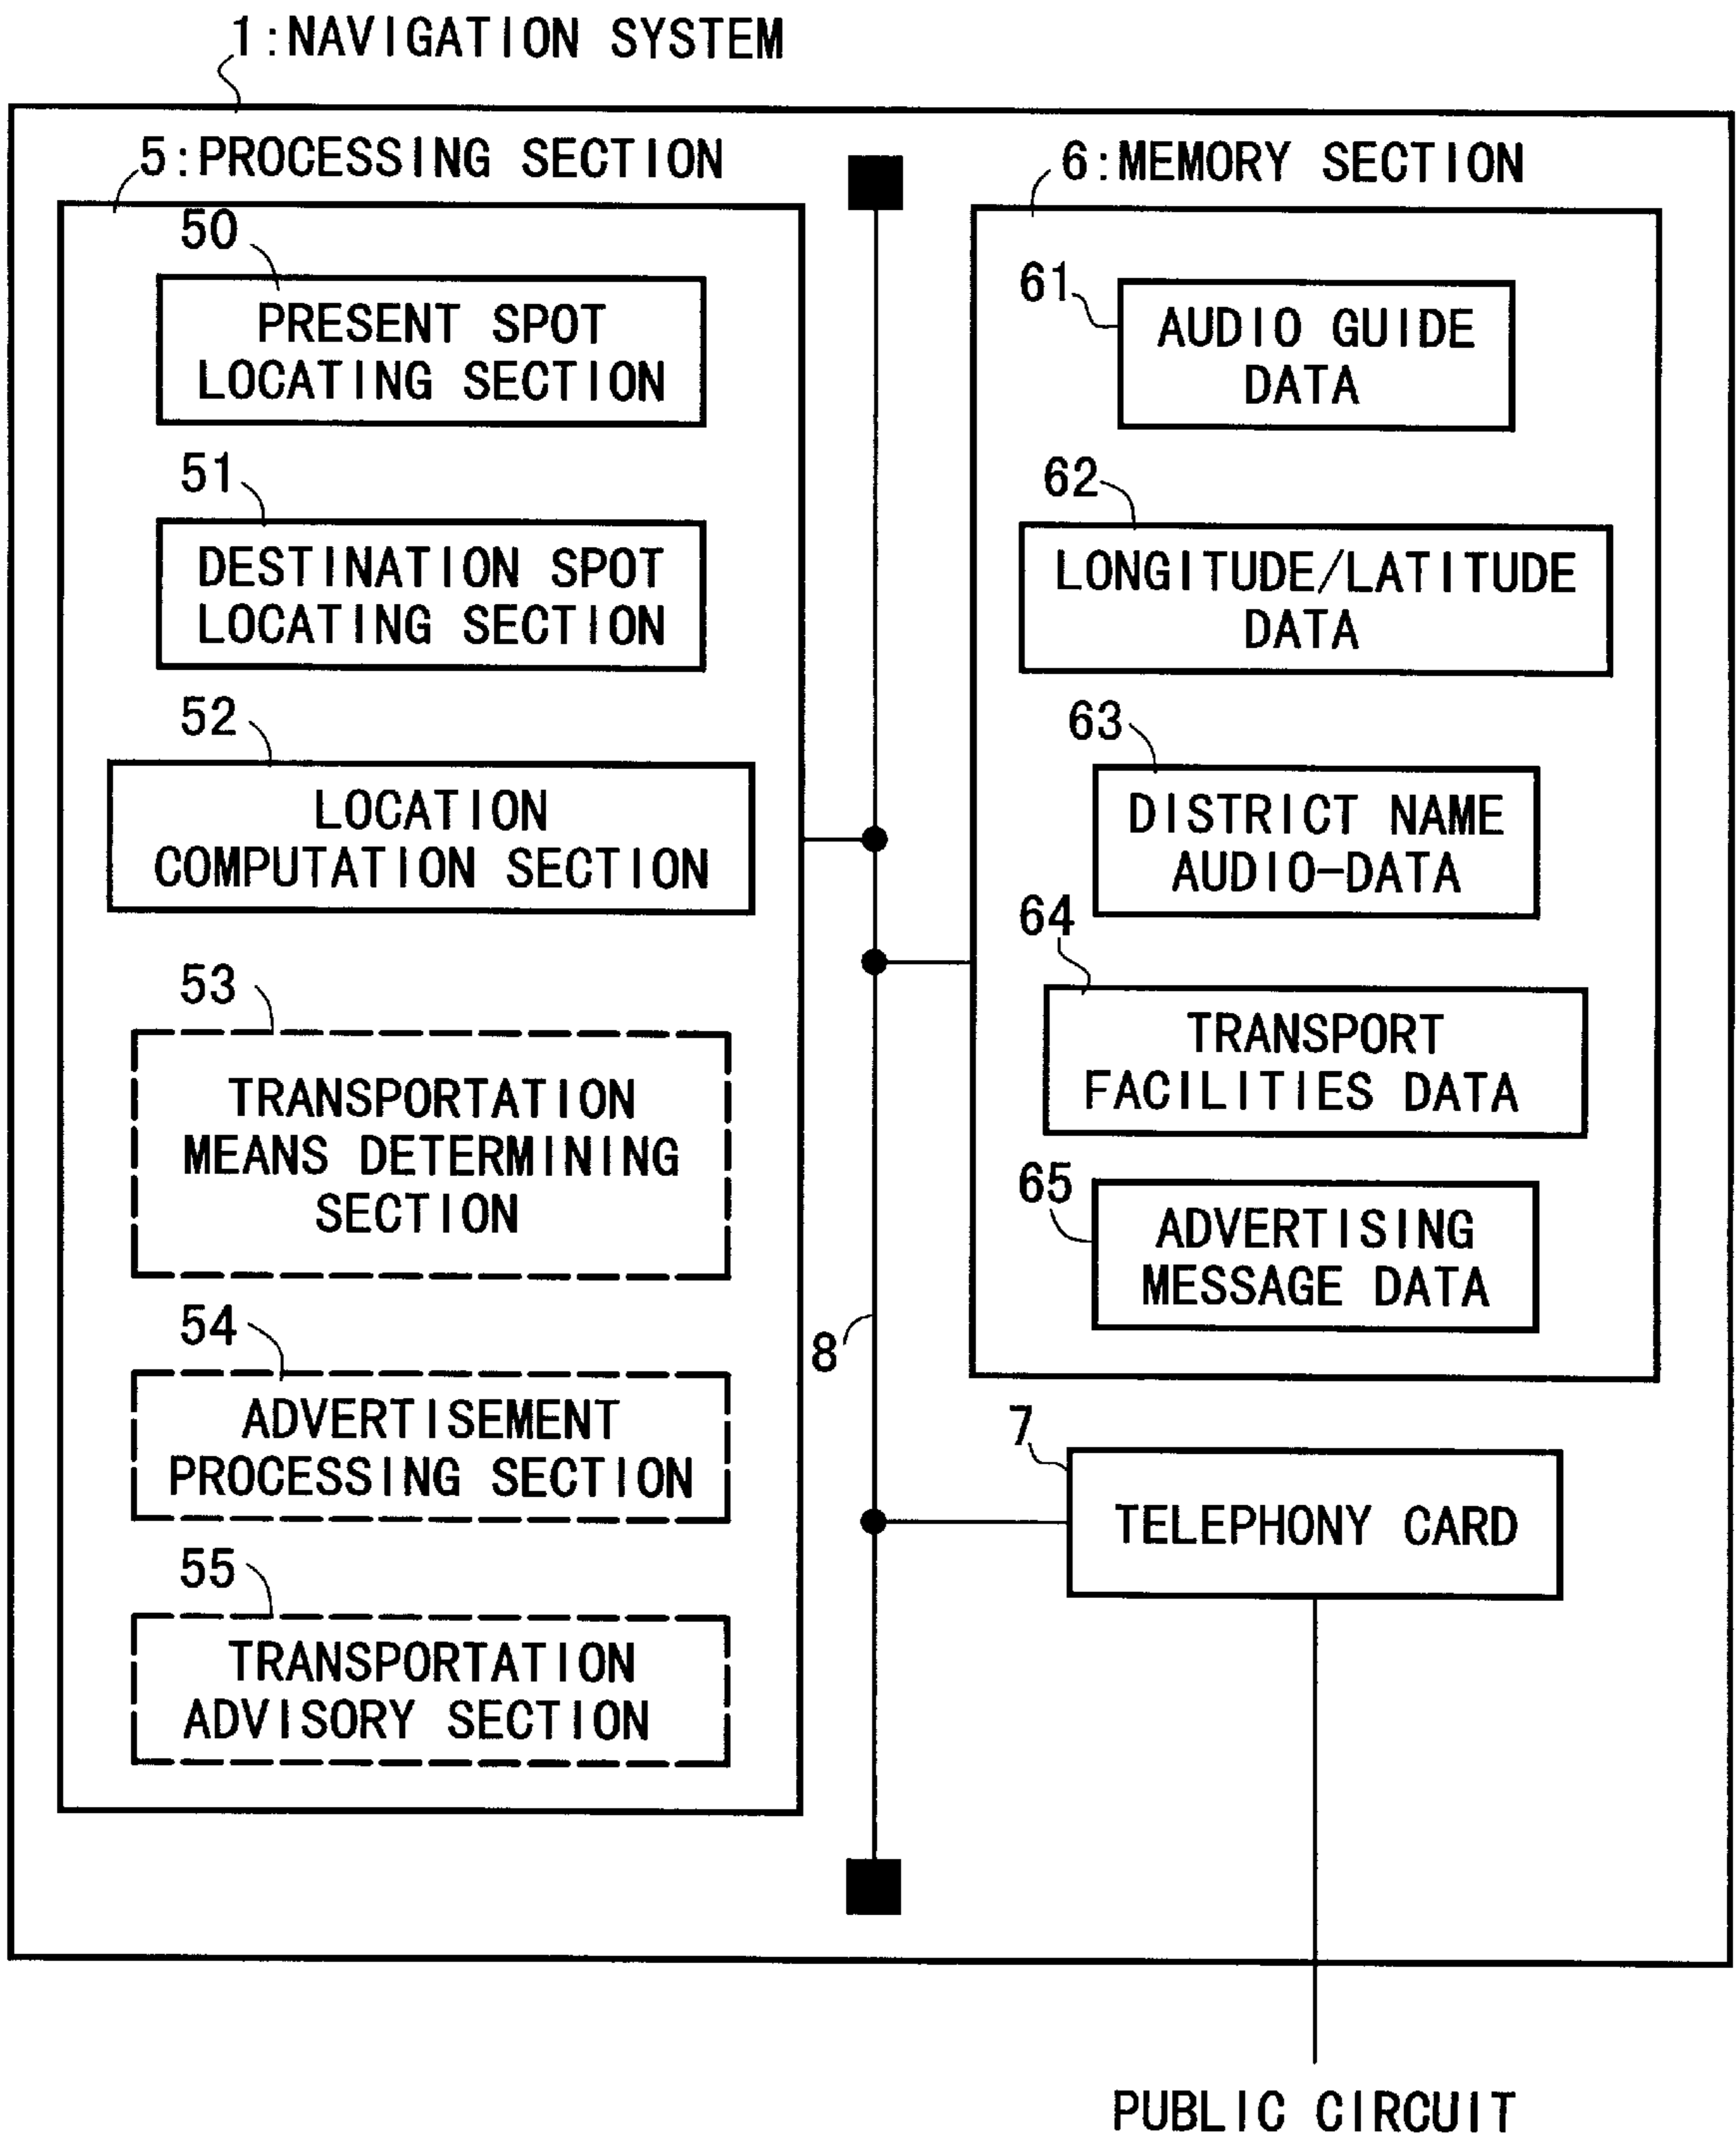 1:NAVIGATION SYSTEM
5:PROCESSING SECTION
50
PRESENT SPOT
LOCATING SECTION
51
DESTINATION SPOT
LOCATING SECTION
52
LOCATION
COMPUTATION SECTION
53
TRANSPORTATION
MEANS DETERMINING
SECTION
54
ADVERTISEMENT
PROCESSING SECTION
55
TRANSPORTATION
ADVISORY SECTION
8
6:MEMORY SECTION
61
AUDIO GUIDE
DATA
62
LONGITUDE/LATITUDE
DATA
63
DISTRICT NAME
AUDIO-DATA
64
TRANSPORT
FACILITIES DATA
65
ADVERTISING
MESSAGE DATA
7
TELEPHONY CARD
PUBLIC CIRCUIT